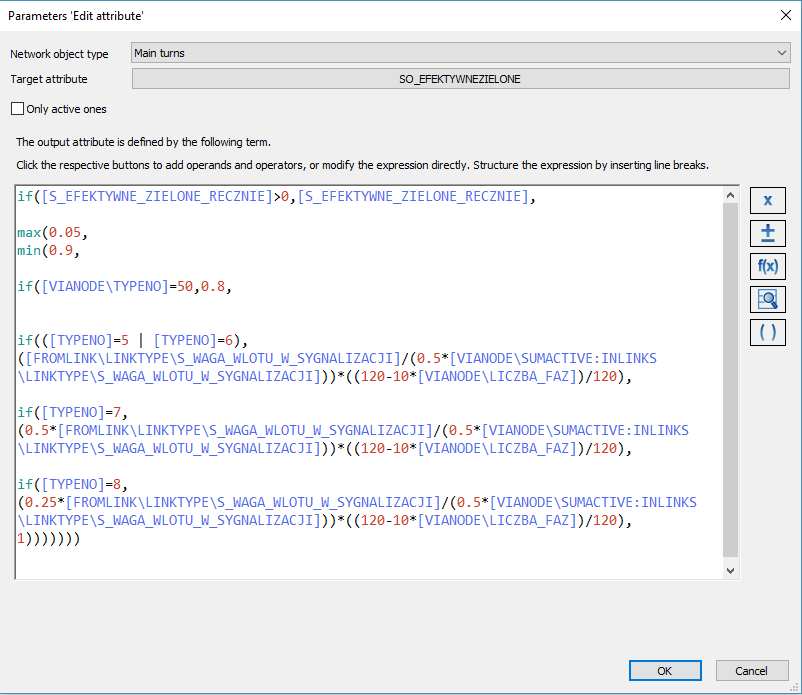 Parameters 'Edit attribute'
Network object type Main turns
Target attribute SO_EFEKTYWNEZIELONE
Only active ones
The output attribute is defined by the following term.
Click the respective buttons to add operands and operators, or modify the expression directly. Structure the expression by inserting line breaks.
if([S_EFEKTYWNE_ZIELONE_RECZNIE]>0,[S_EFEKTYWNE_ZIELONE_RECZNIE],
max(0.05,
min(0.9,
if([VIANODE\TYPENO]=50,0.8,
if(([TYPENO]=5 | [TYPENO]=6),
([FROMLINK\LINKTYPE\S_WAGA_WLOTU_W_SYGNALIZACJI]/(0.5*[VIANODE\SUMACTIVE:INLINKS
\LINKTYPE\S_WAGA_WLOTU_W_SYGNALIZACJI]))*((120-10*[VIANODE\LICZBA_FAZ])/120),
if([TYPENO]=7,
(0.5*[FROMLINK\LINKTYPE\S_WAGA_WLOTU_W_SYGNALIZACJI]/(0.5*[VIANODE\SUMACTIVE:INLINKS
\LINKTYPE\S_WAGA_WLOTU_W_SYGNALIZACJI]))*((120-10*[VIANODE\LICZBA_FAZ])/120),
if([TYPENO]=8,
(0.25*[FROMLINK\LINKTYPE\S_WAGA_WLOTU_W_SYGNALIZACJI]/(0.5*[VIANODE\SUMACTIVE:INLINKS
\LINKTYPE\S_WAGA_WLOTU_W_SYGNALIZACJI]))*((120-10*[VIANODE\LICZBA_FAZ])/120),
1)))))))
x
±
f(x)
( )
OK Cancel